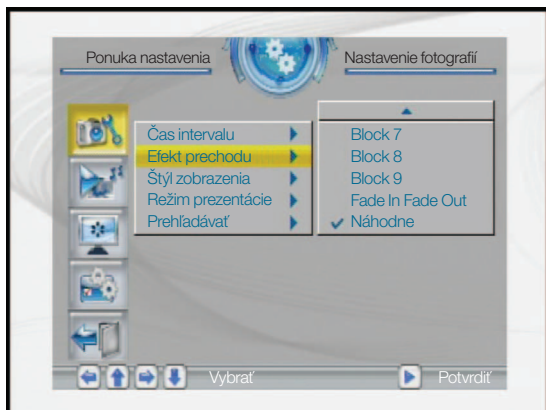 Ponuka nastavenia
Nastavenie fotografií
Čas intervalu
Efekt prechodu
Štýl zobrazenia
Režim prezentácie
Prehľadávať
Block 7
Block 8
Block 9
Fade In Fade Out
Náhodne
Vybrať
Potvrdiť